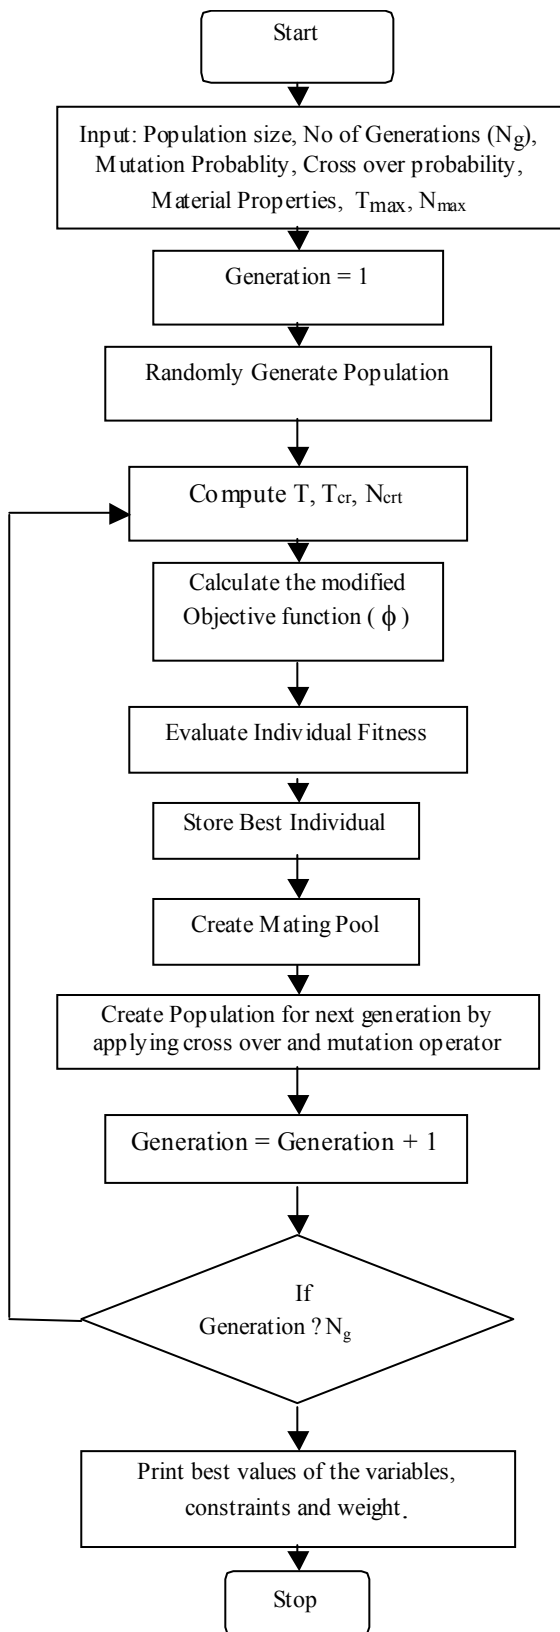 Start
Input: Population size, No of Generations (Ng),
Mutation Probablity, Cross over probability,
Material Properties, Tmax, Nmax
Generation = 1
Randomly Generate Population
Compute T, Tcr, Ncrt
Calculate the modified
Objective function ( ϕ )
Evaluate Individual Fitness
Store Best Individual
Create Mating Pool
Create Population for next generation by
applying cross over and mutation operator
Generation = Generation + 1
If
Generation ? Ng
Print best values of the variables,
constraints and weight.
Stop